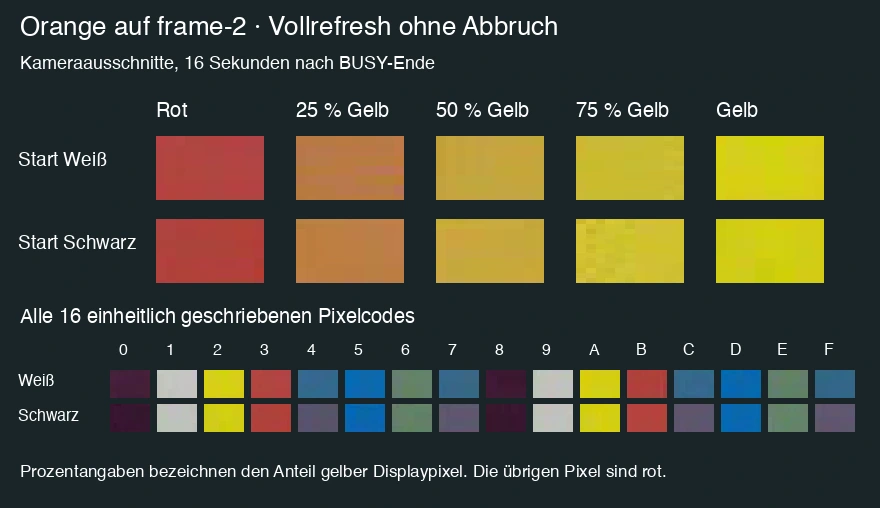 Orange auf frame-2 · Vollrefresh ohne Abbruch
Kameraausschnitte, 16 Sekunden nach BUSY-Ende
Rot 25 % Gelb 50 % Gelb 75 % Gelb Gelb
Start Weiß
Start Schwarz
Alle 16 einheitlich geschriebenen Pixelcodes
0 1 2 3 4 5 6 7 8 9 A B C D E F
Weiß
Schwarz
Prozentangaben bezeichnen den Anteil gelber Displaypixel. Die übrigen Pixel sind rot.